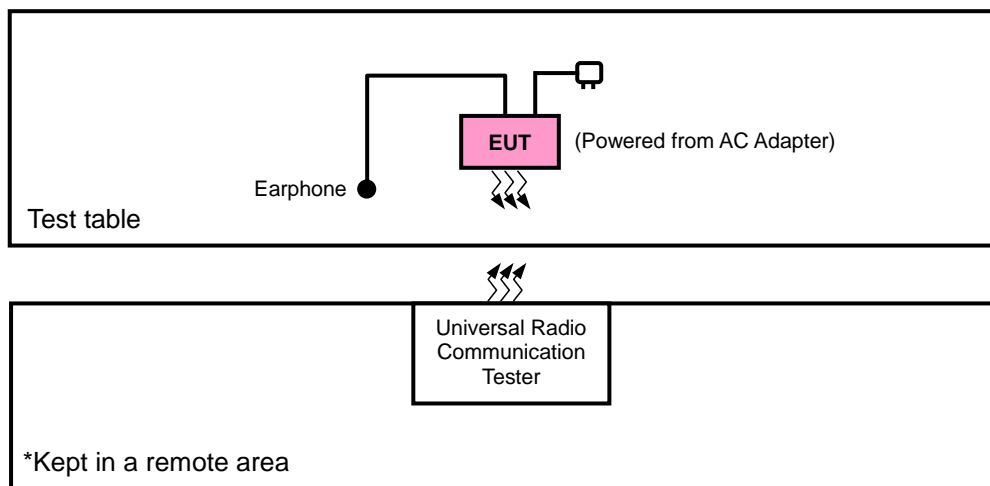 EUT
(Powered from AC Adapter)
Earphone
Test table
Universal Radio
Communication
Tester
*Kept in a remote area